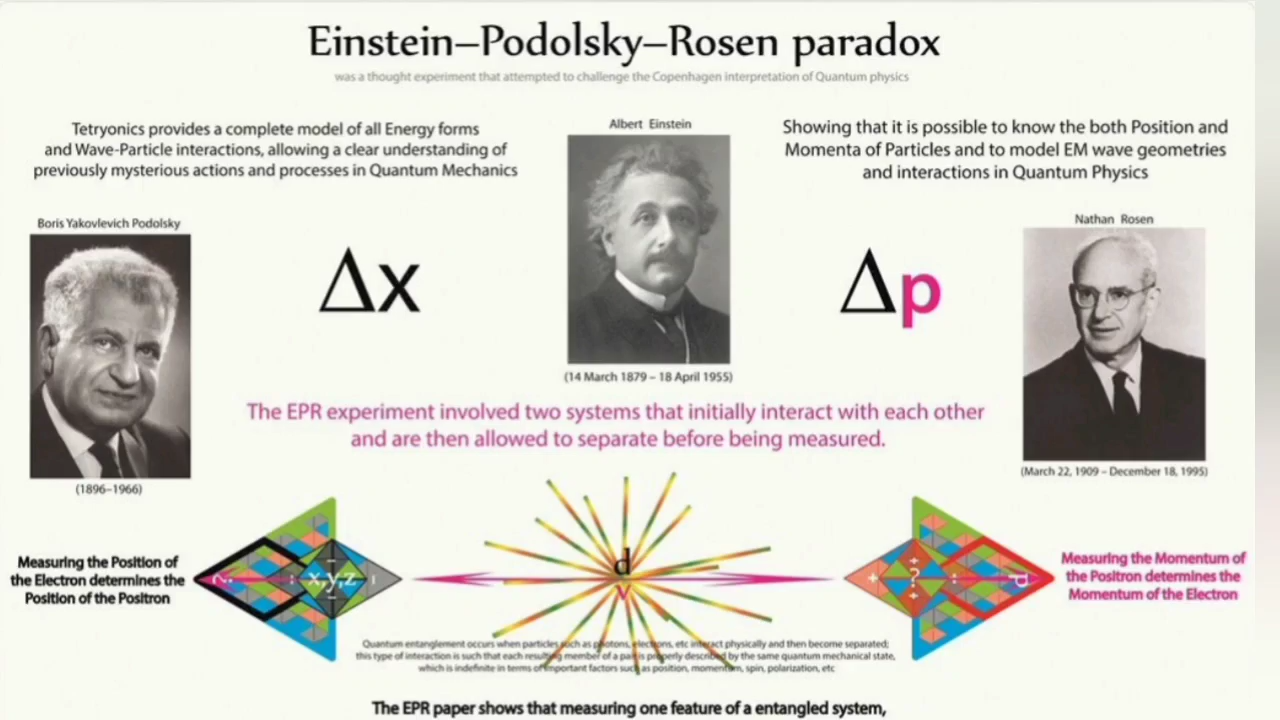 Einstein–Podolsky–Rosen paradox
was a thought experiment that attempted to challenge the Copenhagen interpretation of Quantum physics
Tetryonics provides a complete model of all Energy forms
and Wave-Particle interactions, allowing a clear understanding of
previously mysterious actions and processes in Quantum Mechanics
Albert Einstein
Showing that it is possible to know the both Position and
Momenta of Particles and to model EM wave geometries
and interactions in Quantum Physics
Boris Yakovlevich Podolsky
Nathan Rosen
Δx
Δp
(14 March 1879 – 18 April 1955)
The EPR experiment involved two systems that initially interact with each other
and are then allowed to separate before being measured.
(1896–1966)
(March 22, 1909 – December 18, 1995)
Measuring the Position of
the Electron determines the
Position of the Positron
x,y,z
d
v
?
Measuring the Momentum of
the Positron determines the
Momentum of the Electron
Quantum entanglement occurs when particles such as photons, electrons, etc interact physically and then become separated;
this type of interaction is such that each resulting member of a pair is properly described by the same quantum mechanical state,
which is indefinite in terms of important factors such as position, momentum, spin, polarization, etc
The EPR paper shows that measuring one feature of a entangled system,